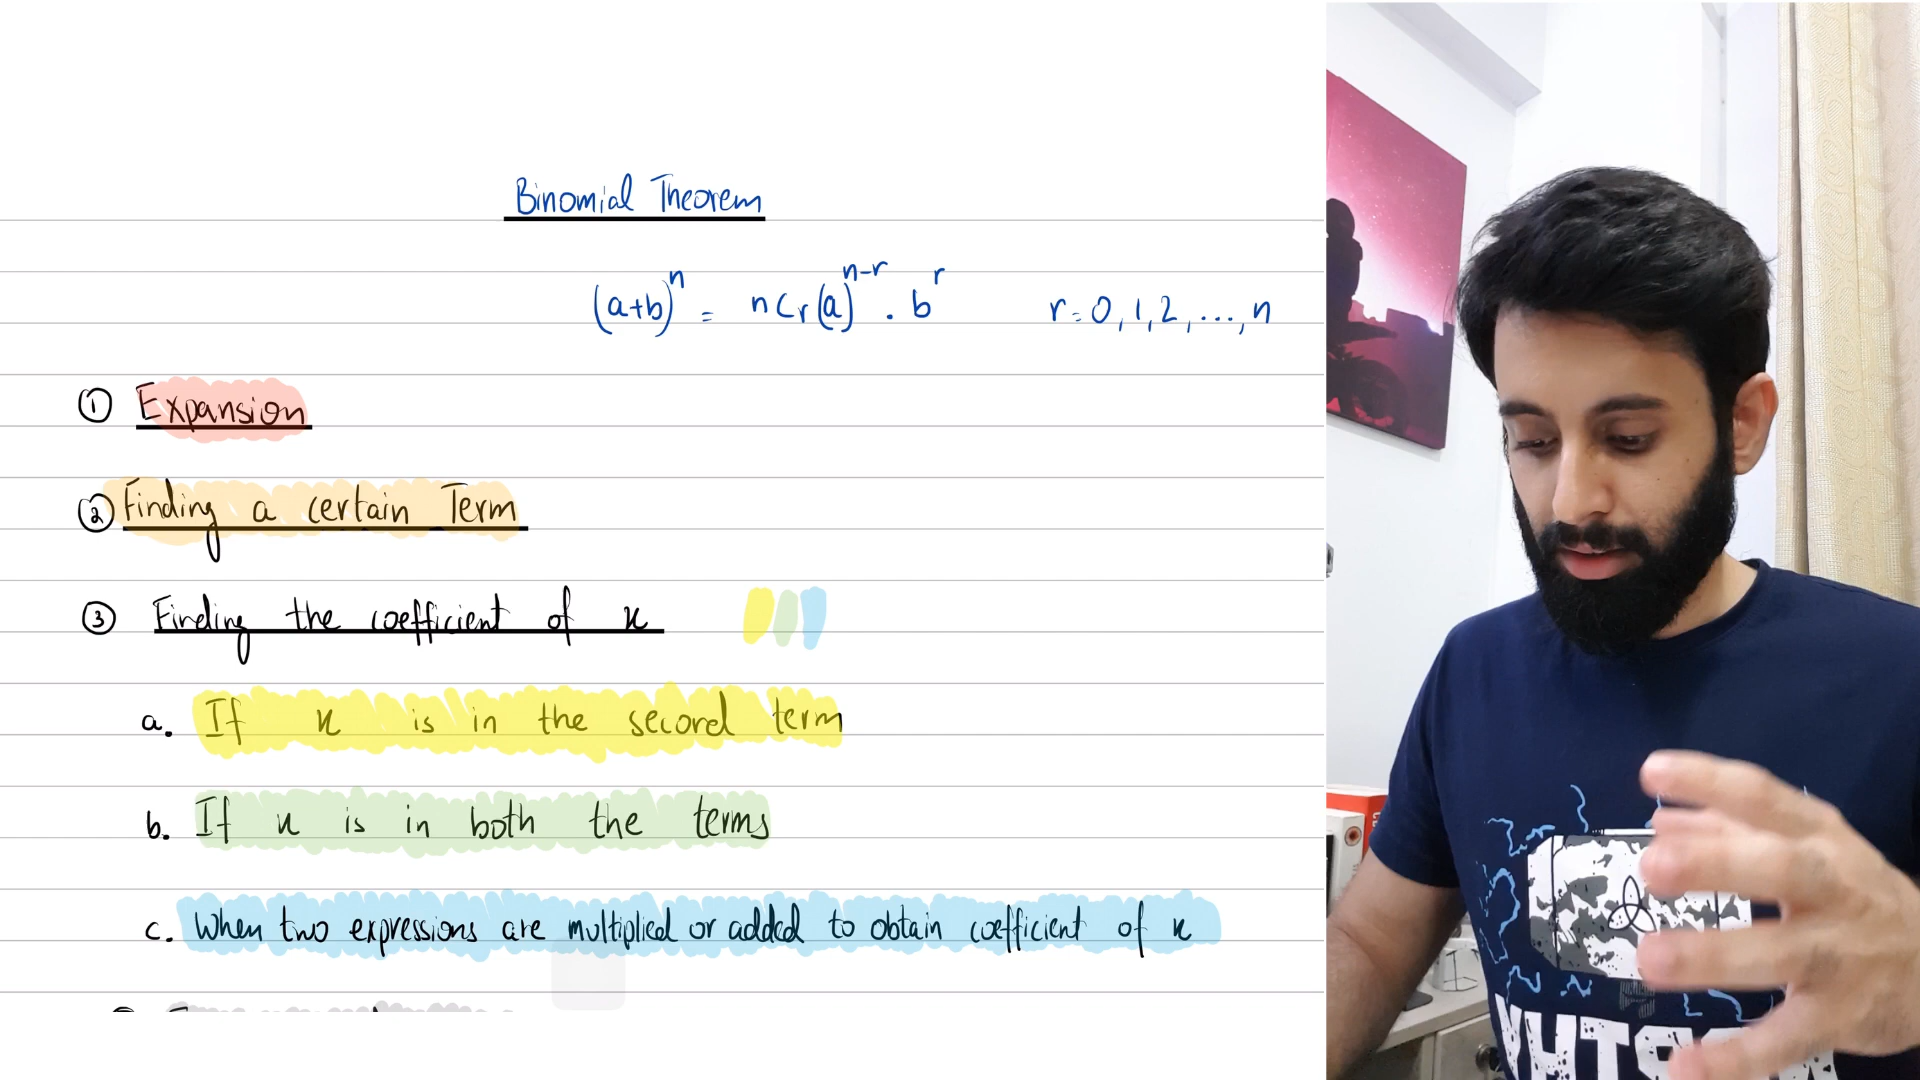 Binomial Theorem
(a+b)^n = nCr(a)^n-r . b^r r=0,1,2,...,n
① Expansion
② Finding a certain Term
③ Finding the coefficient of x
a. If x is in the second term
b. If x is in both the terms
c. When two expressions are multiplied or added to obtain coefficient of x